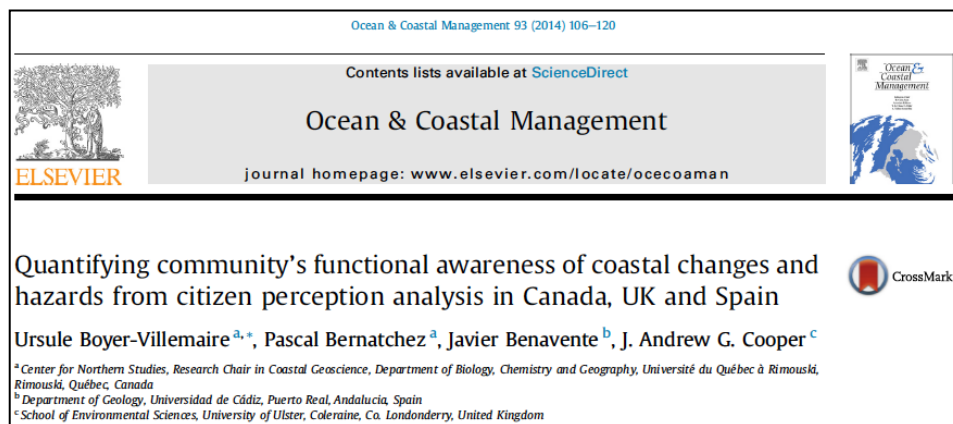 Ocean & Coastal Management 93 (2014) 106–120
Contents lists available at ScienceDirect
Ocean & Coastal Management
journal homepage: www.elsevier.com/locate/ocecoaman
ELSEVIER
Ocean &
Coastal
Management
Quantifying community's functional awareness of coastal changes and
hazards from citizen perception analysis in Canada, UK and Spain
CrossMark
Ursule Boyer-Villemaire a,*, Pascal Bernatchez a, Javier Benavente b, J. Andrew G. Cooper c
a Center for Northern Studies, Research Chair in Coastal Geoscience, Department of Biology, Chemistry and Geography, Université du Québec à Rimouski,
Rimouski, Québec, Canada
b Department of Geology, Universidad de Cádiz, Puerto Real, Andalucia, Spain
c School of Environmental Sciences, University of Ulster, Coleraine, Co. Londonderry, United Kingdom